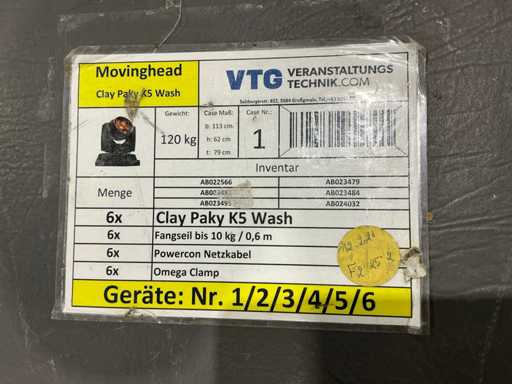 Movinghead
Clay Paky K5 Wash
VTG VERANSTALTUNGS
TECHNIK.COM
Gewicht:
120 kg
Case Maß:
b: 113 cm
h: 62 cm
t: 79 cm
Case Nr.:
1
Inventar
Menge
AB022566
AB023479
AB023484
AB024032
6x Clay Paky K5 Wash
6x Fangseil bis 10 kg / 0,6 m
6x Powercon Netzkabel
6x Omega Clamp
Geräte: Nr. 1/2/3/4/5/6